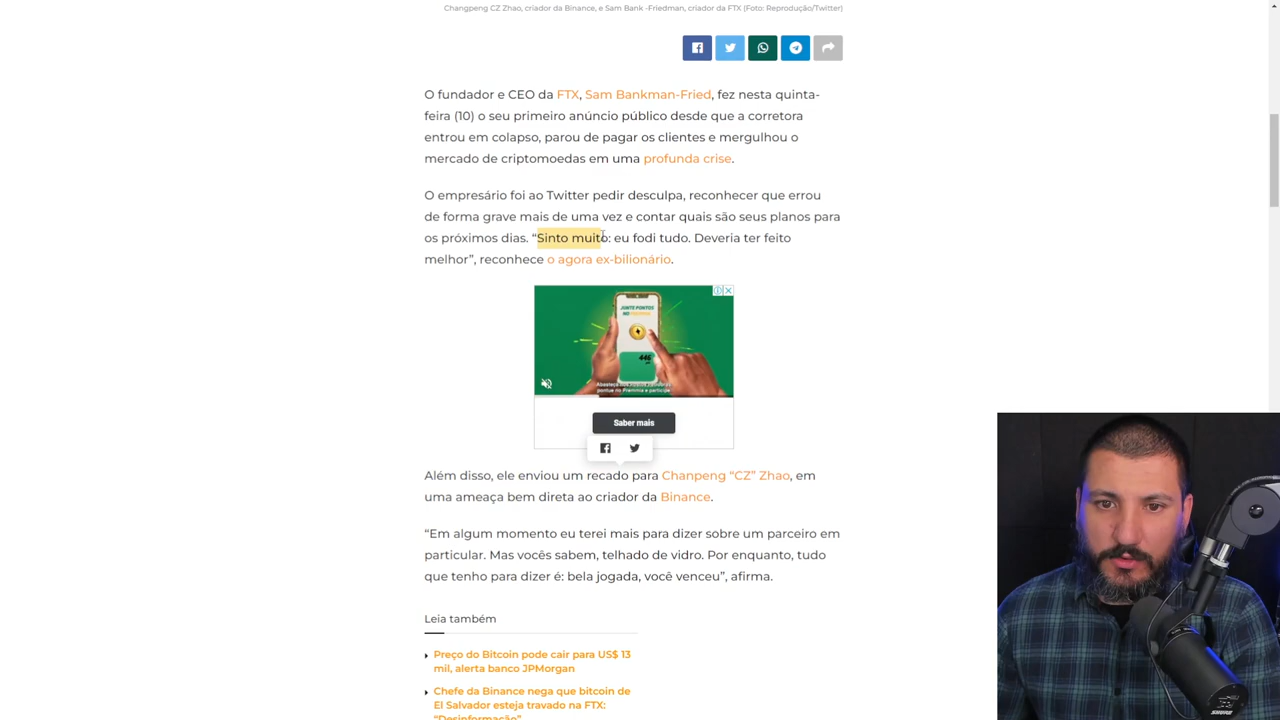 Changpeng CZ Zhao, criador da Binance, e Sam Bank -Friedman, criador da FTX (Foto: Reprodução/Twitter)
O fundador e CEO da FTX, Sam Bankman-Fried, fez nesta quinta-
feira (10) o seu primeiro anúncio público desde que a corretora
entrou em colapso, parou de pagar os clientes e mergulhou o
mercado de criptomoedas em uma profunda crise.
O empresário foi ao Twitter pedir desculpa, reconhecer que errou
de forma grave mais de uma vez e contar quais são seus planos para
os próximos dias. “Sinto muito: eu fodi tudo. Deveria ter feito
melhor”, reconhece o agora ex-bilionário.
JUNTE PONTOS
446
Saber mais
Além disso, ele enviou um recado para Chanpeng “CZ” Zhao, em
uma ameaça bem direta ao criador da Binance.
“Em algum momento eu terei mais para dizer sobre um parceiro em
particular. Mas vocês sabem, telhado de vidro. Por enquanto, tudo
que tenho para dizer é: bela jogada, você venceu”, afirma.
Leia também
Preço do Bitcoin pode cair para US$ 13
mil, alerta banco JPMorgan
Chefe da Binance nega que bitcoin de
El Salvador esteja travado na FTX:
“Desinformação”
SHURE